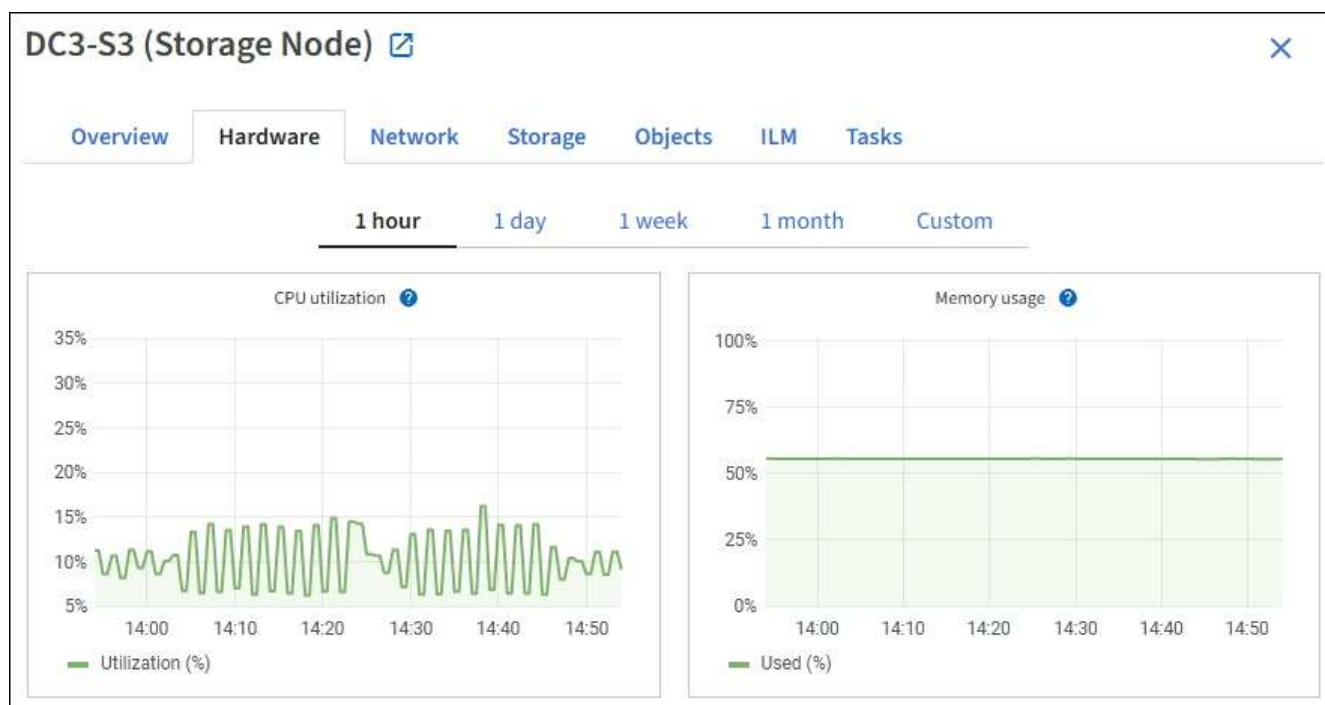 DC3-S3 (Storage Node)
Overview Hardware Network Storage Objects ILM Tasks
1 hour 1 day 1 week 1 month Custom
CPU utilization ?
35%
30%
25%
20%
15%
10%
5%
14:00 14:10 14:20 14:30 14:40 14:50
Utilization (%)
Memory usage ?
100%
75%
50%
25%
0%
14:00 14:10 14:20 14:30 14:40 14:50
Used (%)